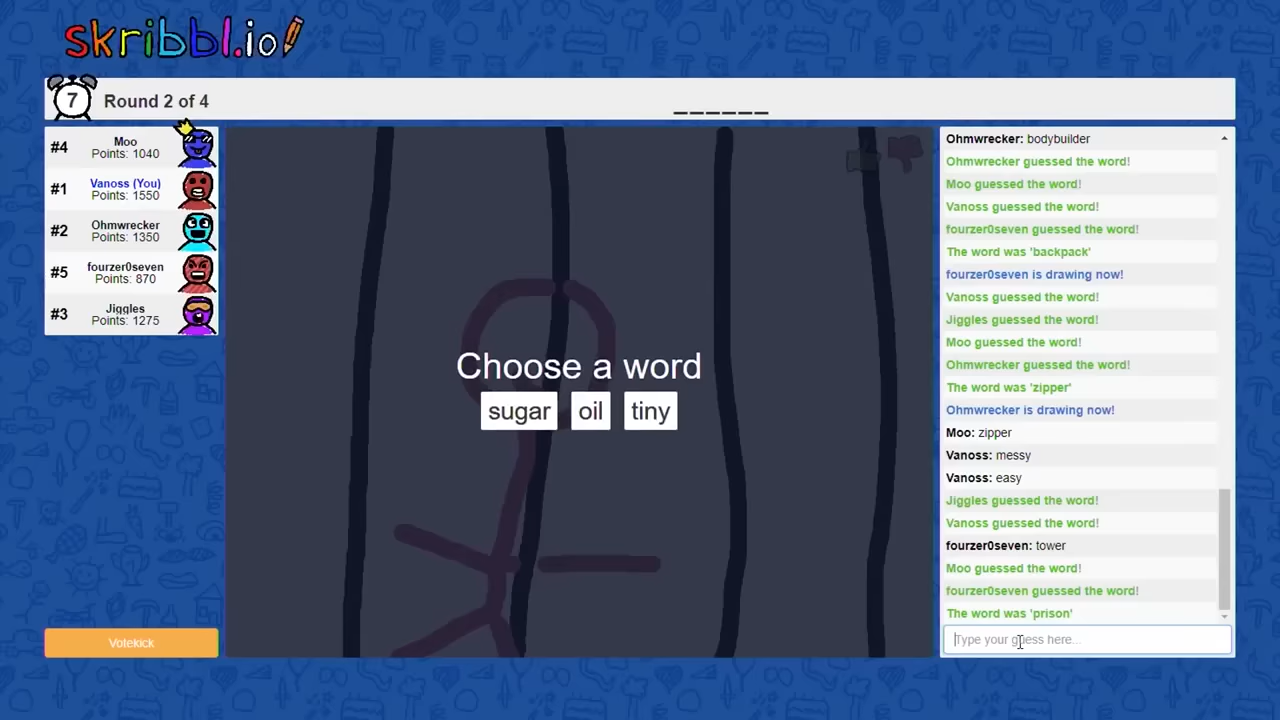 skribbl.io
7
Round 2 of 4
______
#4
Moo
Points: 1040
#1
Vanoss (You)
Points: 1550
#2
Ohmwrecker
Points: 1350
#5
fourzer0seven
Points: 870
#3
Jiggles
Points: 1275
Votekick
Choose a word
sugar
oil
tiny
Ohmwrecker: bodybuilder
Ohmwrecker guessed the word!
Moo guessed the word!
Vanoss guessed the word!
fourzer0seven guessed the word!
The word was 'backpack'
fourzer0seven is drawing now!
Vanoss guessed the word!
Jiggles guessed the word!
Moo guessed the word!
Ohmwrecker guessed the word!
The word was 'zipper'
Ohmwrecker is drawing now!
Moo: zipper
Vanoss: messy
Vanoss: easy
Jiggles guessed the word!
Vanoss guessed the word!
fourzer0seven: tower
Moo guessed the word!
fourzer0seven guessed the word!
The word was 'prison'
Type your guess here...